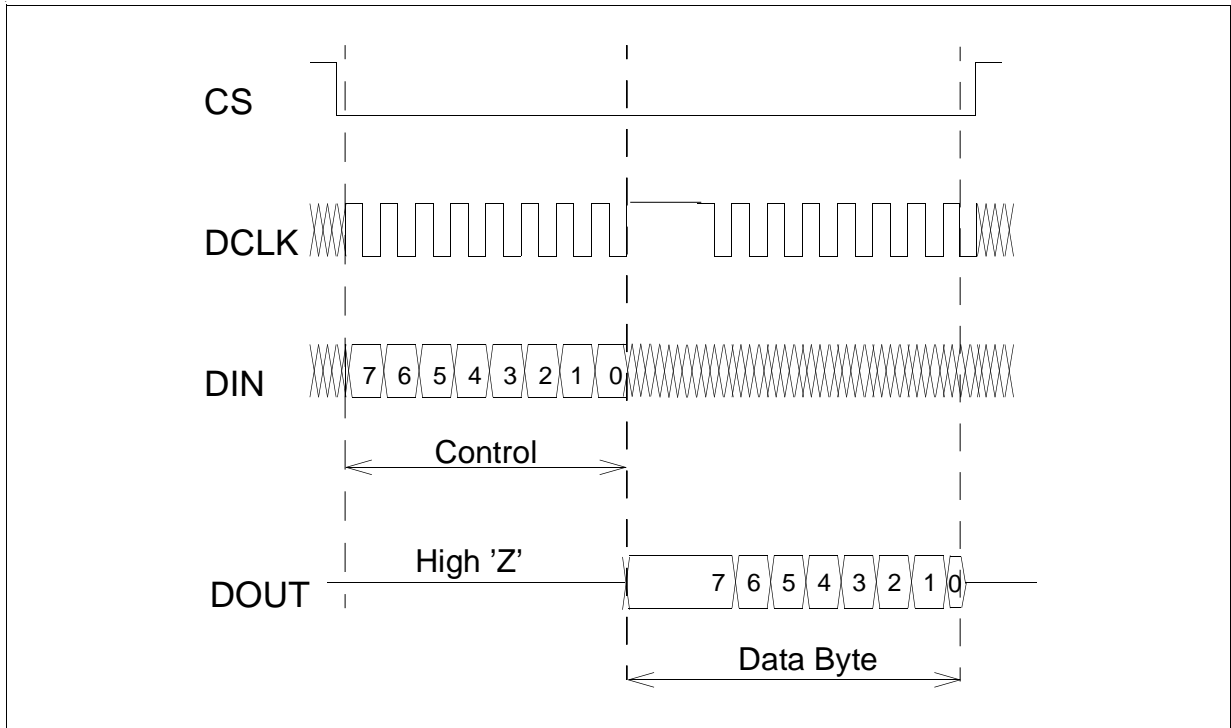 CS
DCLK
DIN
7 6 5 4 3 2 1 0
Control
High 'Z'
DOUT
7 6 5 4 3 2 1 0
Data Byte